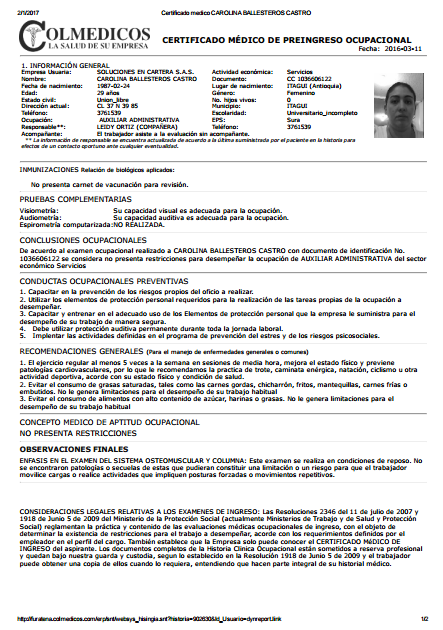 2/1/2017 Certificado medico CAROLINA BALLESTEROS CASTRO
COLMEDICOS
LA SALUD DE SU EMPRESA
CERTIFICADO MÉDICO DE PREINGRESO OCUPACIONAL
Fecha: 2016-03-11
1. INFORMACIÓN GENERAL
Empresa Usuaria: SOLUCIONES EN CARTERA S.A.S. Actividad económica: Servicios
Nombre: CAROLINA BALLESTEROS CASTRO Documento: CC 1036606122
Fecha de nacimiento: 1987-02-24 Lugar de nacimiento: ITAGUI (Antioquia)
Edad: 29 años Género: Femenino
Estado civil: Union_libre No. hijos vivos: 0
Dirección actual: CL 37 N 39 85 Municipio: ITAGUI
Teléfono: 3761539 Escolaridad: Universitario_incompleto
Ocupación: AUXILIAR ADMINISTRATIVA EPS: Sura
Responsable**: LEIDY ORTIZ (COMPAÑERA) Teléfono: 3761539
Acompañante: El trabajador asiste a la evaluación sin acompañante.
** La información de responsable se encuentra actualizada de acuerdo a la última suministrada por el paciente en la historia para
efectos de un contacto oportuno ante cualquier eventualidad.
INMUNIZACIONES Relación de biológicos aplicados:
No presenta carnet de vacunación para revisión.
PRUEBAS COMPLEMENTARIAS
Visiometría: Su capacidad visual es adecuada para la ocupación.
Audiometría: Su capacidad auditiva es adecuada para la ocupación.
Espirometría computarizada: NO REALIZADA.
CONCLUSIONES OCUPACIONALES
De acuerdo al examen ocupacional realizado a CAROLINA BALLESTEROS CASTRO con documento de identificación No.
1036606122 se considera no presenta restricciones para desempeñar la ocupación de AUXILIAR ADMINISTRATIVA del sector
económico Servicios
CONDUCTAS OCUPACIONALES PREVENTIVAS
1. Capacitar en la prevención de los riesgos propios del oficio a realizar.
2. Utilizar los elementos de protección personal requeridos para la realización de las tareas propias de la ocupación a
desempeñar.
3. Capacitar y entrenar en el adecuado uso de los Elementos de protección personal que la empresa le suministra para el
desempeño de su trabajo de manera segura.
4. Debe utilizar protección auditiva permanente durante toda la jornada laboral.
5. Implentar las actividades definidas en el programa de prevención del estres y de los riesgos psicosociales.
RECOMENDACIONES GENERALES (Para el manejo de enfermedades generales o comunes)
1. El ejercicio regular al menos 5 veces a la semana en sesiones de media hora, mejora el estado físico y previene
patologías cardiovasculares, por lo que le recomendamos la practica de trote, caminata enérgica, natación, ciclismo u otra
actividad deportiva, acorde con su estado físico y condición de salud.
2. Evitar el consumo de grasas saturadas, tales como las carnes gordas, chicharrón, fritos, mantequillas, carnes frías o
embutidos. No le genera limitaciones para el desempeño de su trabajo habitual
3. Evitar el consumo de alimentos con alto contenido de azúcar, harinas o grasas. No le genera limitaciones para el
desempeño de su trabajo habitual
CONCEPTO MEDICO DE APTITUD OCUPACIONAL
NO PRESENTA RESTRICCIONES
OBSERVACIONES FINALES
ENFASIS EN EL EXAMEN DEL SISTEMA OSTEOMUSCULAR Y COLUMNA: Este examen se realiza en condiciones de reposo. No
se encontraron patologías o secuelas de estas que pudieran constituir una limitación o un riesgo para que el trabajador
movilice cargas o realice actividades que impliquen posturas forzadas o movimientos repetitivos.
CONSIDERACIONES LEGALES RELATIVAS A LOS EXAMENES DE INGRESO: Las Resoluciones 2346 del 11 de julio de 2007 y
1918 de Junio 5 de 2009 del Ministerio de la Protección Social (actualmente Ministerios de Trabajo y de Salud y Protección
Social) reglamentan la práctica y contenido de las evaluaciones médicas ocupacionales de ingreso, con el objeto de
determinar la existencia de restricciones para el trabajo a desempeñar, acorde con los requerimientos definidos por el
empleador en el perfil del cargo. También establece que la Empresa solo puede conocer el CERTIFICADO MÉDICO DE
INGRESO del aspirante. Los documentos completos de la Historia Clínica Ocupacional están sometidos a reserva profesional
y quedan bajo nuestra guarda y custodia, según lo establecido en la Resolución 1918 de Junio 5 de 2009 y el trabajador
puede obtener una copia de ellos cuando lo requiera, entendiendo que hacen parte integral de su historial médico.
1/2